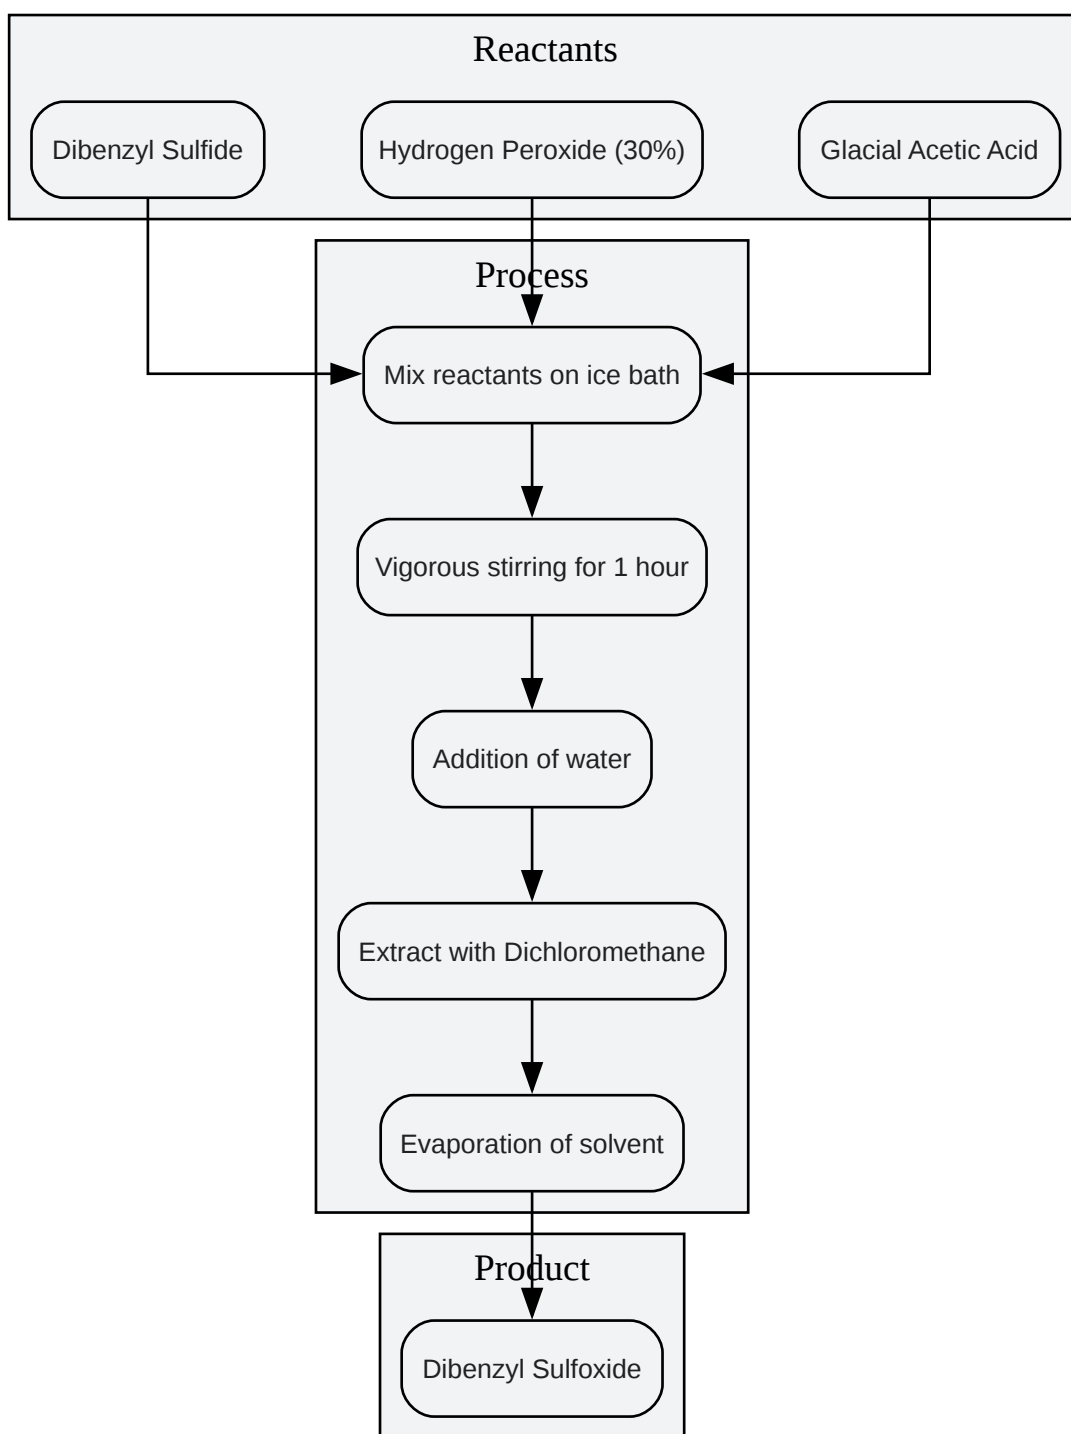 Reactants
Dibenzyl Sulfide
Hydrogen Peroxide (30%)
Glacial Acetic Acid
Process
Mix reactants on ice bath
Vigorous stirring for 1 hour
Addition of water
Extract with Dichloromethane
Evaporation of solvent
Product
Dibenzyl Sulfoxide